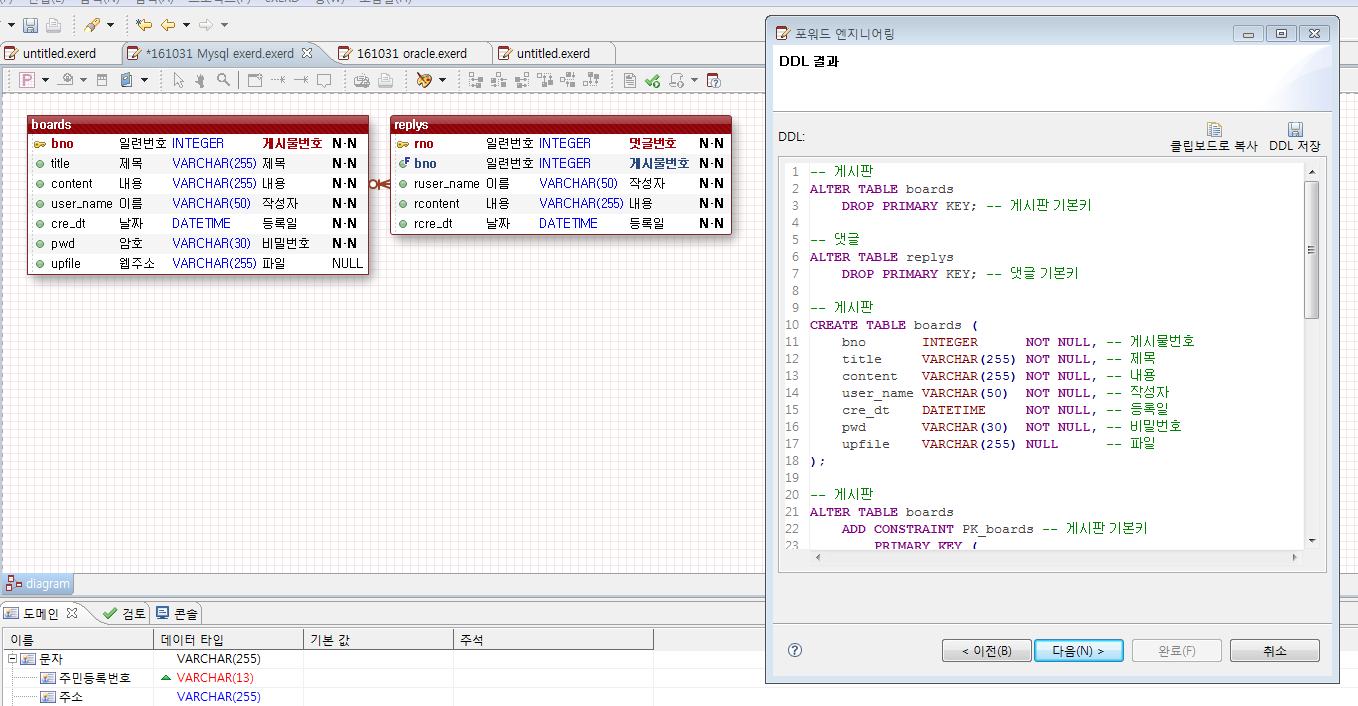 untitled.exerd
*161031 Mysql exerd.exerd
161031 oracle.exerd
untitled.exerd
boards
bno 일련번호 INTEGER 게시물번호 N·N
title 제목 VARCHAR(255) 제목 N·N
content 내용 VARCHAR(255) 내용 N·N
user_name 이름 VARCHAR(50) 작성자 N·N
cre_dt 날짜 DATETIME 등록일 N·N
pwd 암호 VARCHAR(30) 비밀번호 N·N
upfile 웹주소 VARCHAR(255) 파일 NULL
replys
rno 일련번호 INTEGER 댓글번호 N·N
bno 일련번호 INTEGER 게시물번호 N·N
ruser_name 이름 VARCHAR(50) 작성자 N·N
rcontent 내용 VARCHAR(255) 내용 N·N
rcre_dt 날짜 DATETIME 등록일 N·N
diagram
도메인
검토
콘솔
이름 데이터 타입 기본 값 주석
문자 VARCHAR(255)
주민등록번호 VARCHAR(13)
주소 VARCHAR(255)
포워드 엔지니어링
DDL 결과
DDL:
클립보드로 복사
DDL 저장
1 -- 게시판
2 ALTER TABLE boards
3 DROP PRIMARY KEY; -- 게시판 기본키
4
5 -- 댓글
6 ALTER TABLE replys
7 DROP PRIMARY KEY; -- 댓글 기본키
8
9 -- 게시판
10 CREATE TABLE boards (
11 bno INTEGER NOT NULL, -- 게시물번호
12 title VARCHAR(255) NOT NULL, -- 제목
13 content VARCHAR(255) NOT NULL, -- 내용
14 user_name VARCHAR(50) NOT NULL, -- 작성자
15 cre_dt DATETIME NOT NULL, -- 등록일
16 pwd VARCHAR(30) NOT NULL, -- 비밀번호
17 upfile VARCHAR(255) NULL -- 파일
18 );
19
20 -- 게시판
21 ALTER TABLE boards
22 ADD CONSTRAINT PK_boards -- 게시판 기본키
23 PRIMARY KEY (
< 이전(B)
다음(N) >
완료(F)
취소